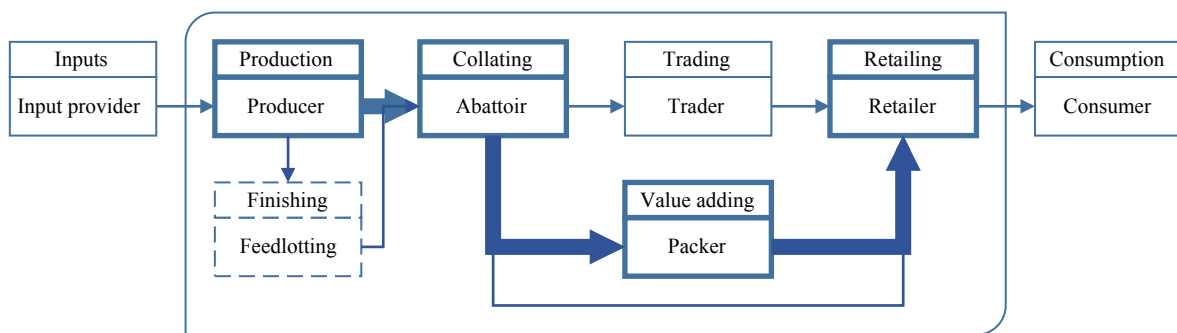 Inputs
Input provider
Production
Producer
Collating
Abattoir
Trading
Trader
Retailing
Retailer
Consumption
Consumer
Finishing
Feedlotting
Value adding
Packer